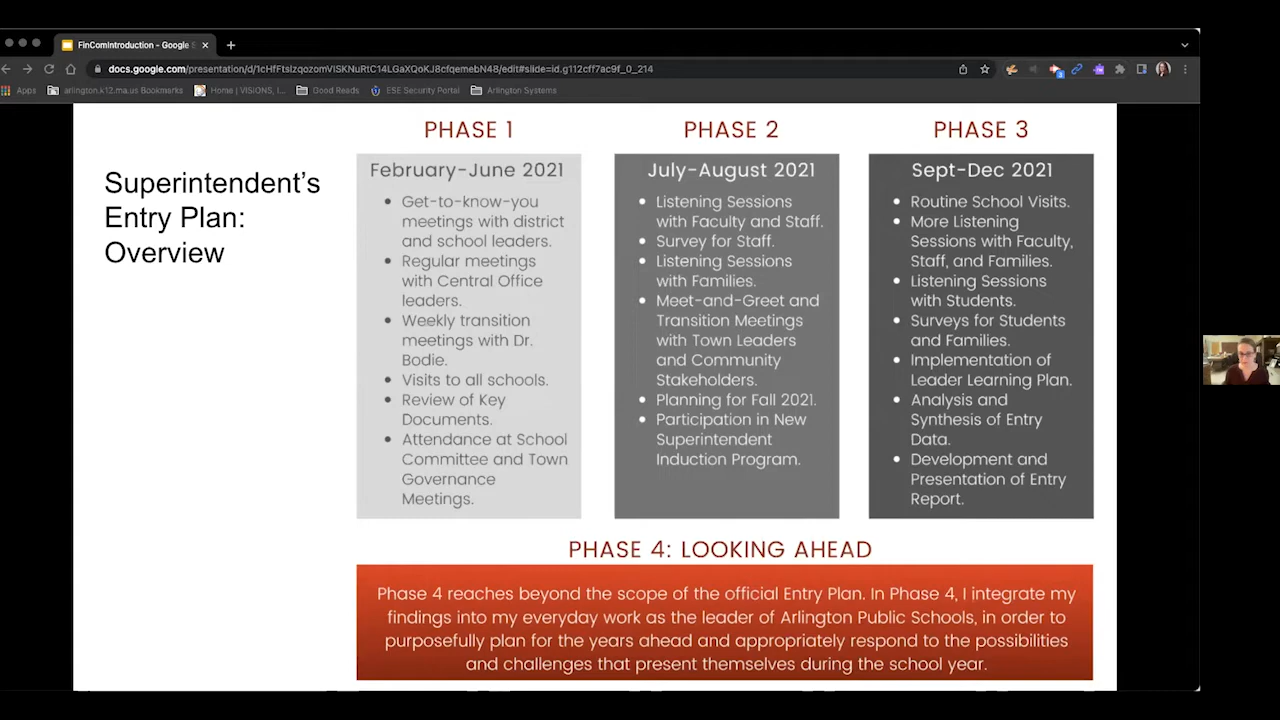 FinComIntroduction - Google S
docs.google.com/presentation/d/1cHfFtsIzqozomVISKNuRtC14LGaXQoKJ8cfqemebN48/edit#slide=id.g112cff7ac9f_0_214
Apps
arlington.k12.ma.us Bookmarks
Home | VISIONS, I...
Good Reads
ESE Security Portal
Arlington Systems
Superintendent's
Entry Plan:
Overview
PHASE 1
February-June 2021
• Get-to-know-you
meetings with district
and school leaders.
• Regular meetings
with Central Office
leaders.
• Weekly transition
meetings with Dr.
Bodie.
• Visits to all schools.
• Review of Key
Documents.
• Attendance at School
Committee and Town
Governance
Meetings.
PHASE 2
July-August 2021
• Listening Sessions
with Faculty and Staff.
• Survey for Staff.
• Listening Sessions
with Families.
• Meet-and-Greet and
Transition Meetings
with Town Leaders
and Community
Stakeholders.
• Planning for Fall 2021.
• Participation in New
Superintendent
Induction Program.
PHASE 3
Sept-Dec 2021
• Routine School Visits.
• More Listening
Sessions with Faculty,
Staff, and Families.
• Listening Sessions
with Students.
• Surveys for Students
and Families.
• Implementation of
Leader Learning Plan.
• Analysis and
Synthesis of Entry
Data.
• Development and
Presentation of Entry
Report.
PHASE 4: LOOKING AHEAD
Phase 4 reaches beyond the scope of the official Entry Plan. In Phase 4, I integrate my
findings into my everyday work as the leader of Arlington Public Schools, in order to
purposefully plan for the years ahead and appropriately respond to the possibilities
and challenges that present themselves during the school year.